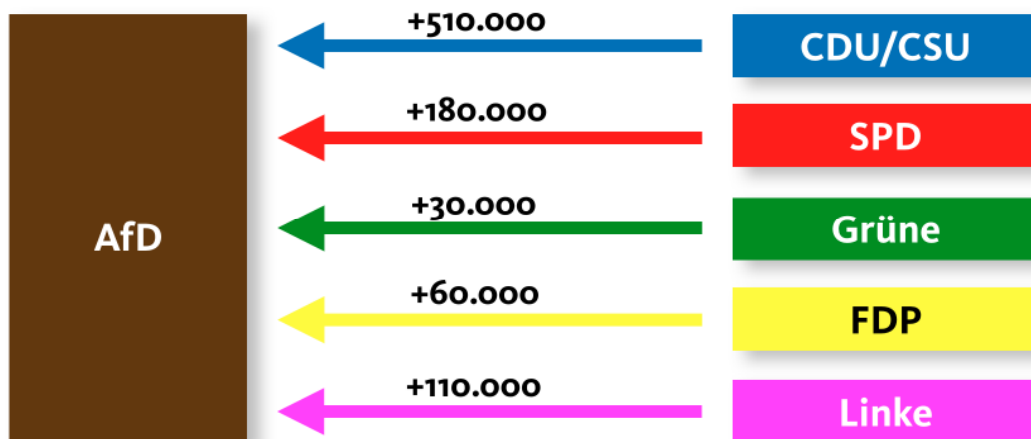 +510.000
CDU/CSU
+180.000
SPD
AfD
+30.000
Grüne
+60.000
FDP
+110.000
Linke